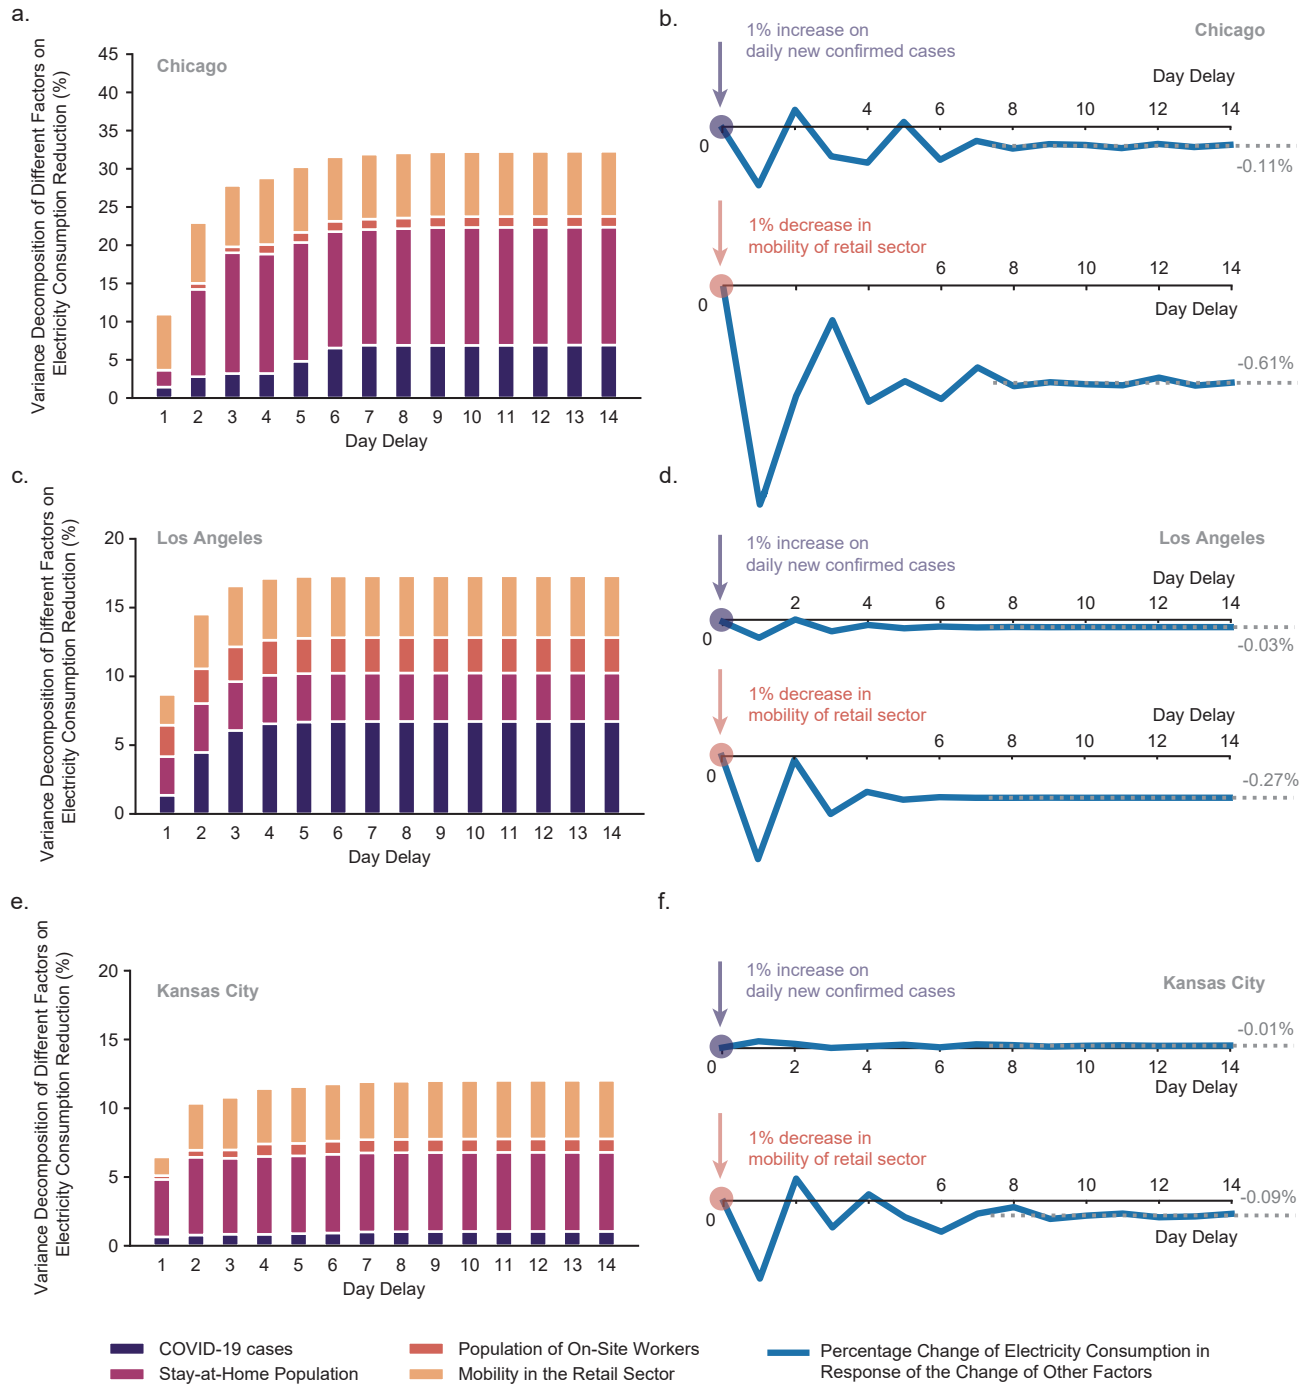 a.
Variance Decomposition of Different Factors on
Electricity Consumption Reduction (%)
Chicago
45
40
35
30
25
20
15
10
5
0
1 2 3 4 5 6 7 8 9 10 11 12 13 14
Day Delay
b.
1% increase on
daily new confirmed cases
Chicago
Day Delay
4 6 8 10 12 14
0
-0.11%
1% decrease in
mobility of retail sector
6 8 10 12 14
0
Day Delay
-0.61%
c.
Variance Decomposition of Different Factors on
Electricity Consumption Reduction (%)
Los Angeles
20
15
10
5
0
1 2 3 4 5 6 7 8 9 10 11 12 13 14
Day Delay
d.
1% increase on
daily new confirmed cases
Los Angeles
Day Delay
2 4 6 8 10 12 14
0
-0.03%
1% decrease in
mobility of retail sector
Day Delay
6 8 10 12 14
0
-0.27%
e.
Variance Decomposition of Different Factors on
Electricity Consumption Reduction (%)
Kansas City
20
15
10
5
0
1 2 3 4 5 6 7 8 9 10 11 12 13 14
Day Delay
f.
1% increase on
daily new confirmed cases
Kansas City
-0.01%
0 2 4 6 8 10 12 14
Day Delay
1% decrease in
mobility of retail sector
6 8 10 12 14
-0.09%
0
Day Delay
COVID-19 cases
Stay-at-Home Population
Population of On-Site Workers
Mobility in the Retail Sector
Percentage Change of Electricity Consumption in
Response of the Change of Other Factors